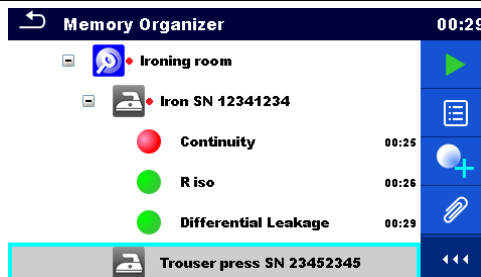 Memory Organizer 00:29
Ironing room
Iron SN 12341234
Continuity 00:25
R iso 00:26
Differential Leakage 00:29
Trouser press SN 23452345